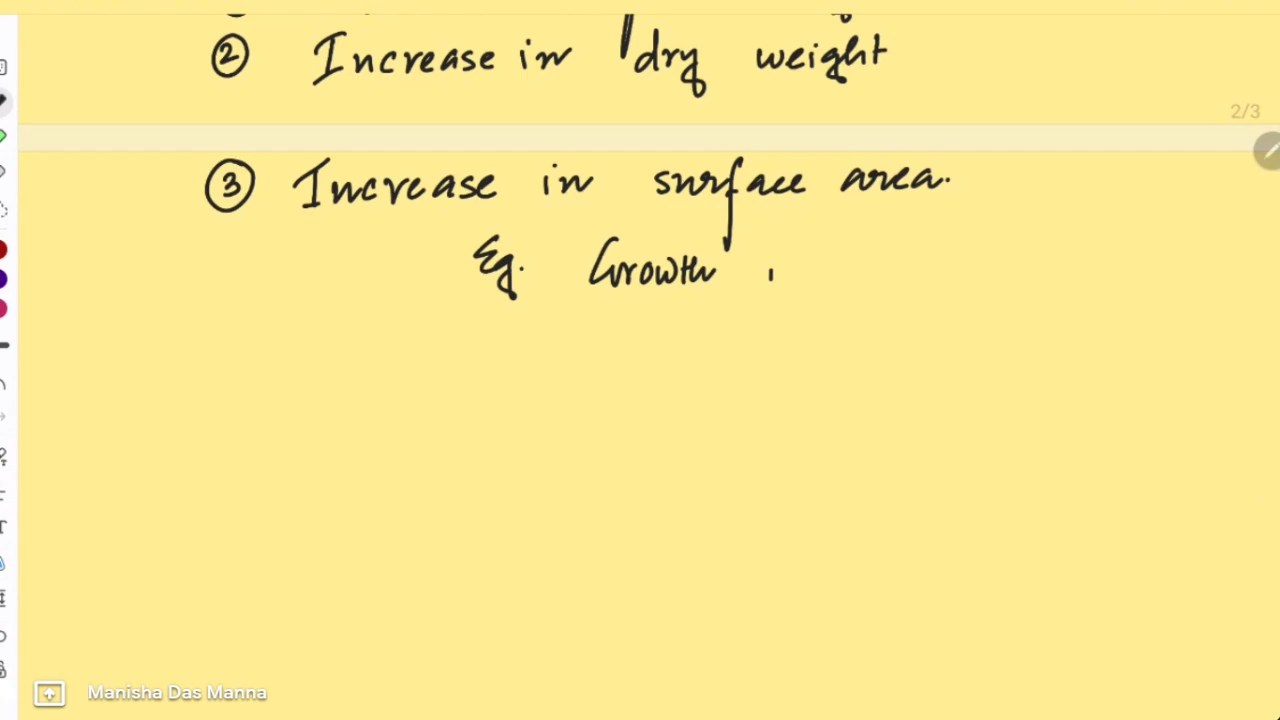 ② Increase in dry weight
2/3
③ Increase in surface area.
Eg. Growth
Manisha Das Manna